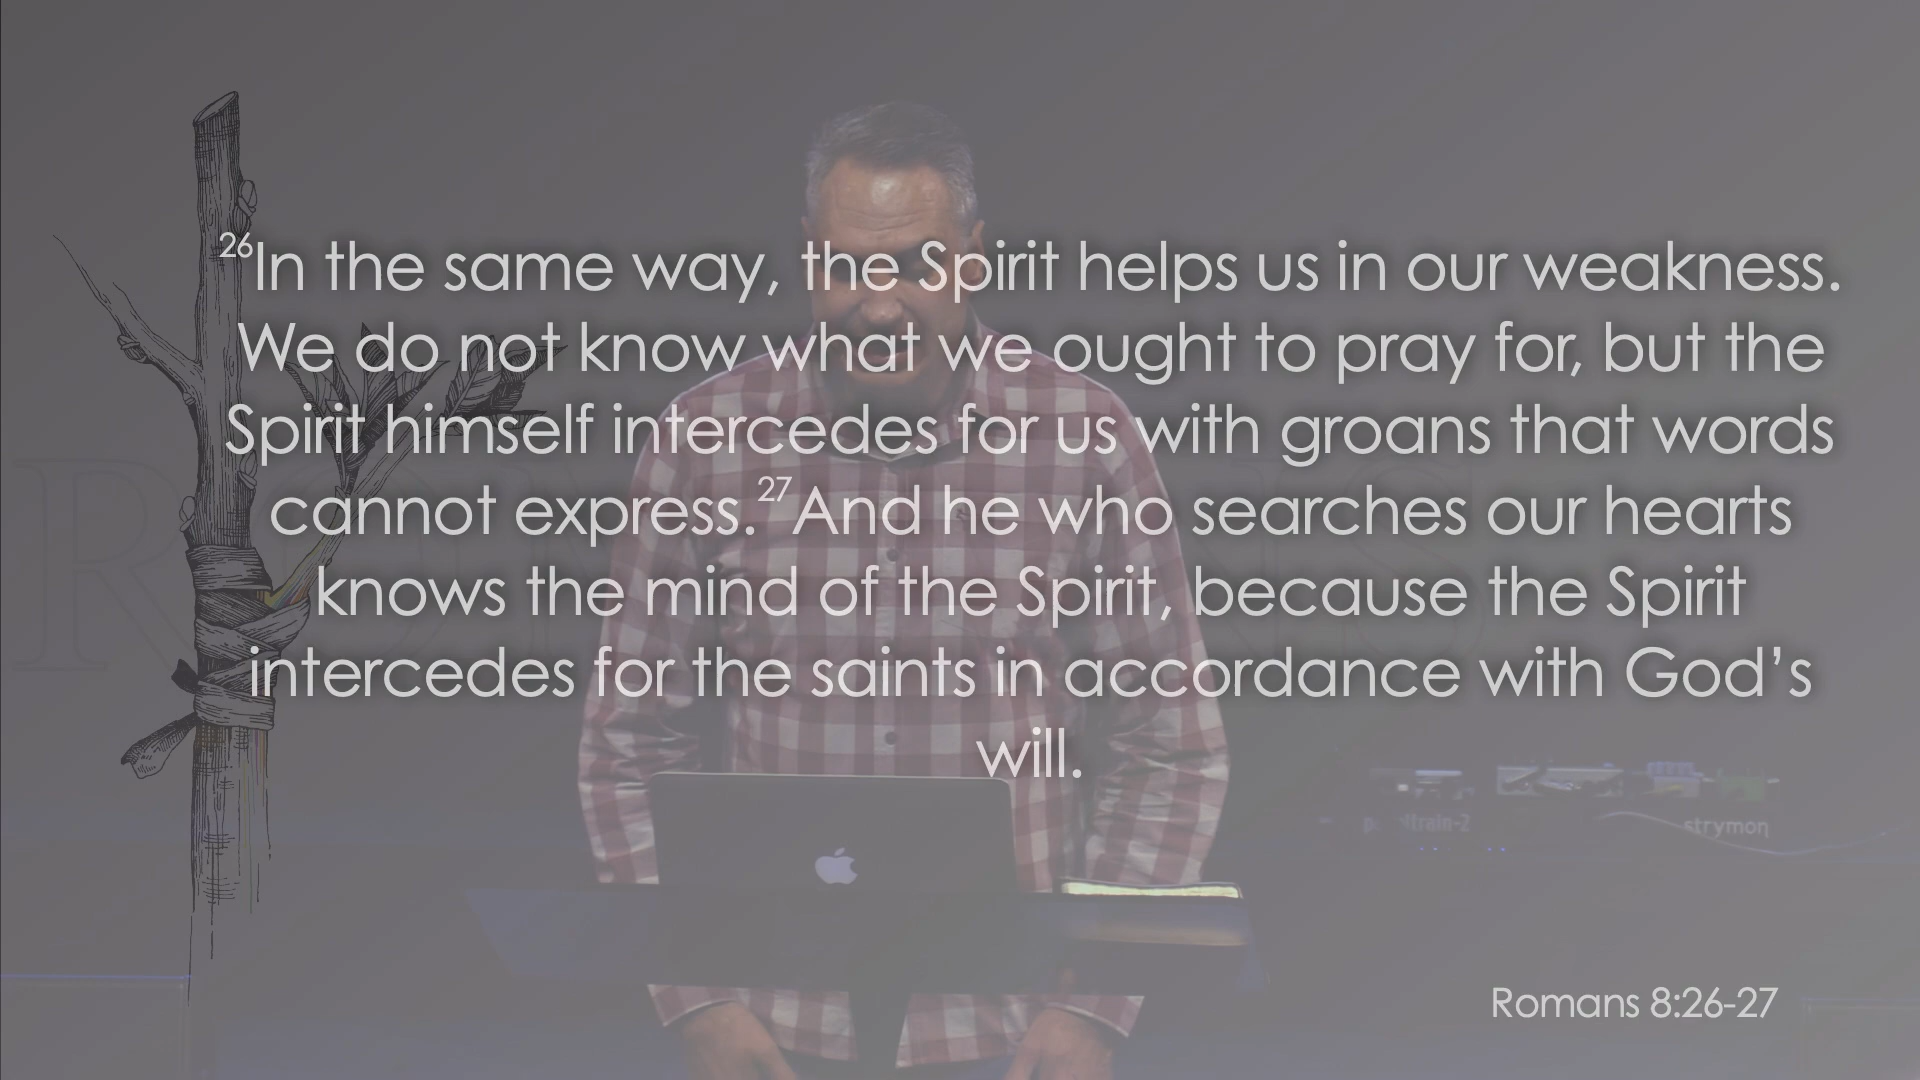 26In the same way, the Spirit helps us in our weakness.
We do not know what we ought to pray for, but the
Spirit himself intercedes for us with groans that words
cannot express. 27And he who searches our hearts
knows the mind of the Spirit, because the Spirit
intercedes for the saints in accordance with God’s
will.
strymon
Romans 8:26-27